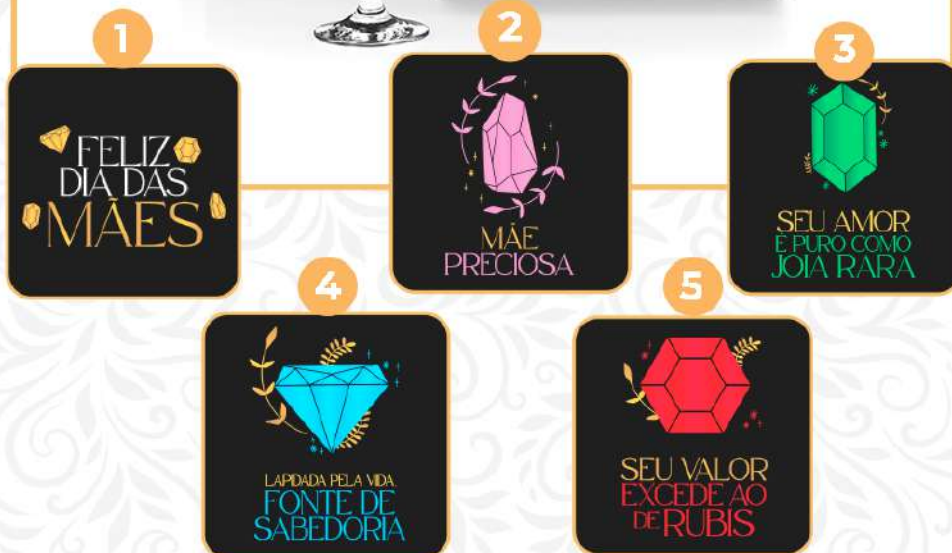 1
FELIZ
DIA DAS
MÃES
2
MÃE
PRECIOSA
3
SEU AMOR
É PURO COMO
JOIA RARA
4
LAPIDADA PELA VIDA.
FONTE DE
SABEDORIA
5
SEU VALOR
EXCEDE AO
DE RUBIS